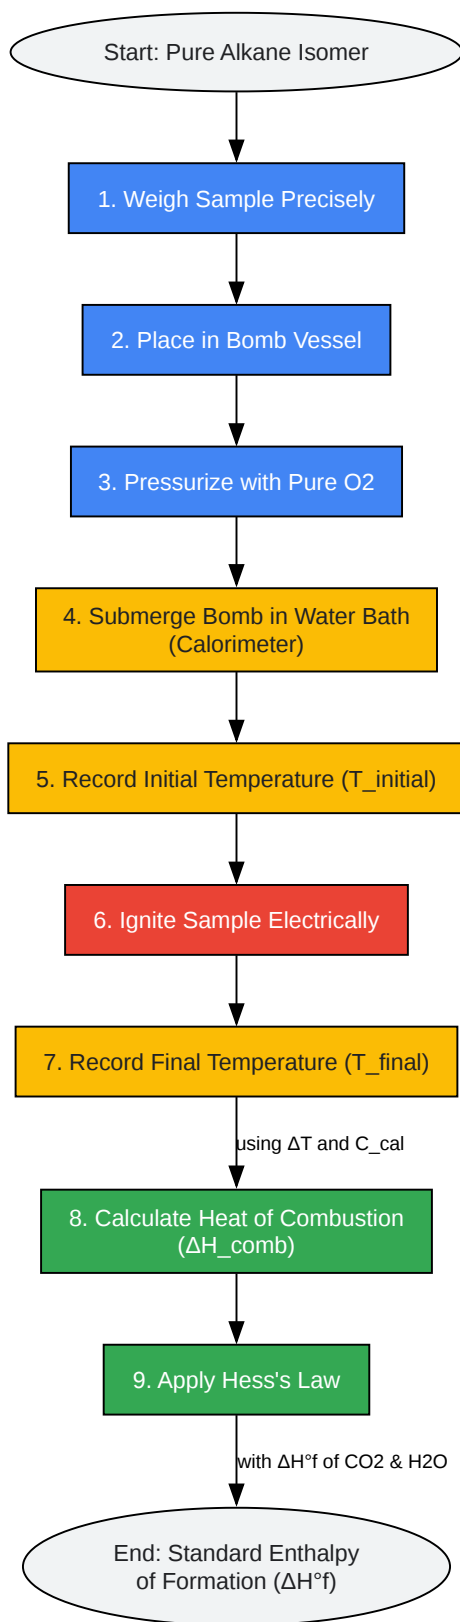 Start: Pure Alkane Isomer
1. Weigh Sample Precisely
2. Place in Bomb Vessel
3. Pressurize with Pure O2
4. Submerge Bomb in Water Bath
(Calorimeter)
5. Record Initial Temperature (T_initial)
6. Ignite Sample Electrically
7. Record Final Temperature (T_final)
using ΔT and C_cal
8. Calculate Heat of Combustion
(ΔH_comb)
9. Apply Hess's Law
with ΔH°f of CO2 & H2O
End: Standard Enthalpy
of Formation (ΔH°f)